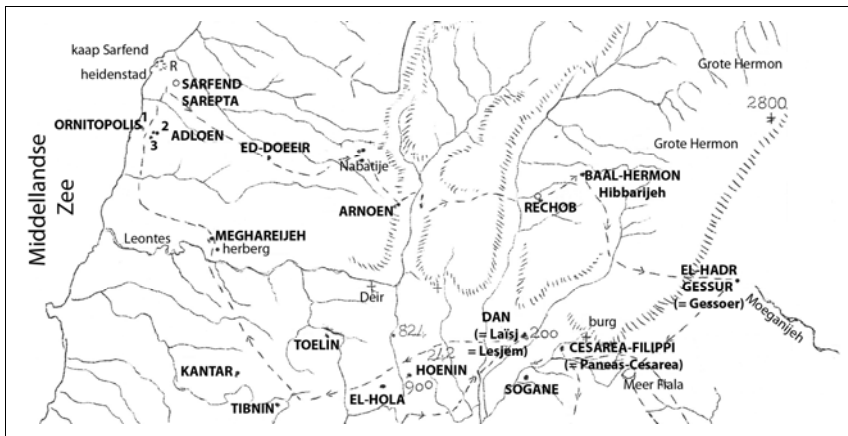 kaap Sarfend
heidenstad
R
SARFEND
SAREPTA
Grote Hermon
2800
ORNITOPOLIS
1
2
3
ADLOEN
ED-DOEEIR
Nabatije
Grote Hermon
BAAL-HERMON
Hibbarijeh
Middellandse
Zee
ARNOEN
RECHOB
Leontes
MEGHAREIJEH
herberg
EL-HADR
GESSUR
(= Gessoer)
Moeganijeh
Deir
DAN
(= Laïsj
= Lesjem)
200
burg
824
TOELIN
242
CESAREA-FILIPPI
(= Paneas-Cesarea)
KANTAR
HOENIN
900
Meer Fiala
SOGANE
TIBNIN
EL-HOLA